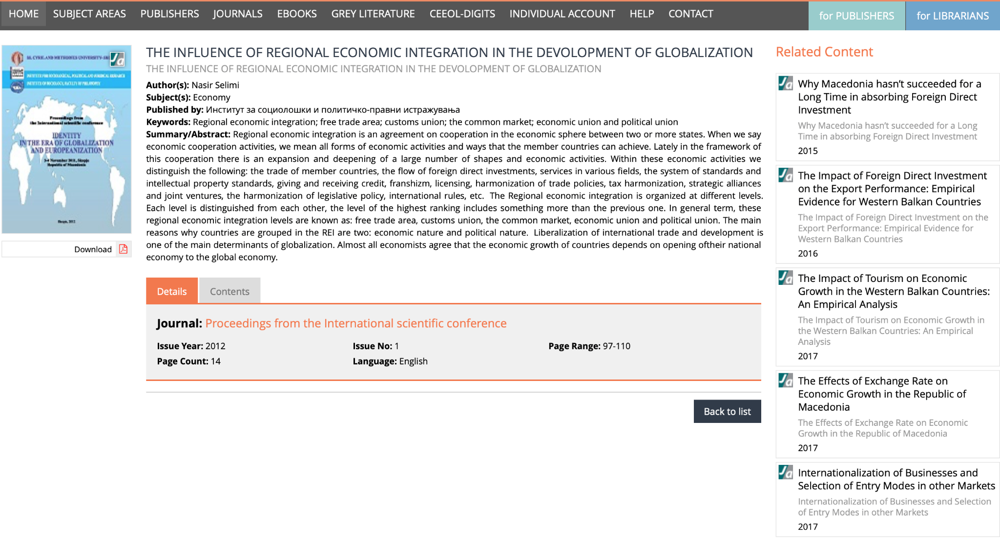 HOME SUBJECT AREAS PUBLISHERS JOURNALS EBOOKS GREY LITERATURE CEEOL-DIGITS INDIVIDUAL ACCOUNT HELP CONTACT for PUBLISHERS for LIBRARIANS
Ja
Proceedings from
the International scientific conference
IDENTITY
IN THE ERA OF GLOBALIZATION
AND EUROPEANIZATION
3-4 November 2011, Skopje
Republic of Macedonia
Skopje, 2012
Download
THE INFLUENCE OF REGIONAL ECONOMIC INTEGRATION IN THE DEVOLOPMENT OF GLOBALIZATION
THE INFLUENCE OF REGIONAL ECONOMIC INTEGRATION IN THE DEVOLOPMENT OF GLOBALIZATION
Author(s): Nasir Selimi
Subject(s): Economy
Published by: Институт за социолошки и политичко-правни истражувања
Keywords: Regional economic integration; free trade area; customs union; the common market; economic union and political union
Summary/Abstract: Regional economic integration is an agreement on cooperation in the economic sphere between two or more states. When we say
economic cooperation activities, we mean all forms of economic activities and ways that the member countries can achieve. Lately in the framework of
this cooperation there is an expansion and deepening of a large number of shapes and economic activities. Within these economic activities we
distinguish the following: the trade of member countries, the flow of foreign direct investments, services in various fields, the system of standards and
intellectual property standards, giving and receiving credit, franshizm, licensing, harmonization of trade policies, tax harmonization, strategic alliances
and joint ventures, the harmonization of legislative policy, international rules, etc. The Regional economic integration is organized at different levels.
Each level is distinguished from each other, the level of the highest ranking includes something more than the previous one. In general term, these
regional economic integration levels are known as: free trade area, customs union, the common market, economic union and political union. The main
reasons why countries are grouped in the REI are two: economic nature and political nature. Liberalization of international trade and development is
one of the main determinants of globalization. Almost all economists agree that the economic growth of countries depends on opening oftheir national
economy to the global economy.
Details Contents
Journal: Proceedings from the International scientific conference
Issue Year: 2012 Issue No: 1 Page Range: 97-110
Page Count: 14 Language: English
Back to list
Related Content
Ja Why Macedonia hasn't succeeded for a
Long Time in absorbing Foreign Direct
Investment
Why Macedonia hasn't succeeded for a Long
Time in absorbing Foreign Direct Investment
2015
Ja The Impact of Foreign Direct Investment
on the Export Performance: Empirical
Evidence for Western Balkan Countries
The Impact of Foreign Direct Investment on the
Export Performance: Empirical Evidence for
Western Balkan Countries
2016
Ja The Impact of Tourism on Economic
Growth in the Western Balkan Countries:
An Empirical Analysis
The Impact of Tourism on Economic Growth in
the Western Balkan Countries: An Empirical
Analysis
2017
Ja The Effects of Exchange Rate on
Economic Growth in the Republic of
Macedonia
The Effects of Exchange Rate on Economic
Growth in the Republic of Macedonia
2017
Ja Internationalization of Businesses and
Selection of Entry Modes in other Markets
Internationalization of Businesses and Selection
of Entry Modes in other Markets
2017